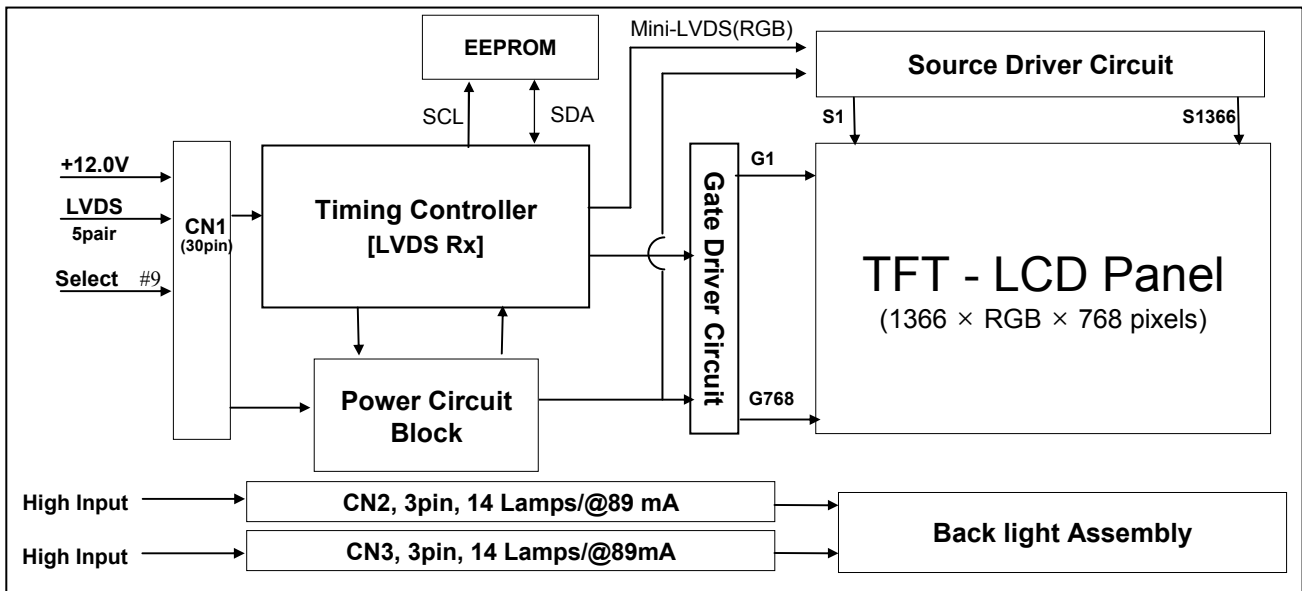 Mini-LVDS(RGB)
EEPROM
Source Driver Circuit
SCL
SDA
S1
S1366
+12.0V
LVDS
5pair
Select #9
CN1
(30pin)
Timing Controller
[LVDS Rx]
G1
Gate Driver Circuit
G768
TFT - LCD Panel
(1366 × RGB × 768 pixels)
Power Circuit
Block
High Input
CN2, 3pin, 14 Lamps/@89 mA
High Input
CN3, 3pin, 14 Lamps/@89mA
Back light Assembly